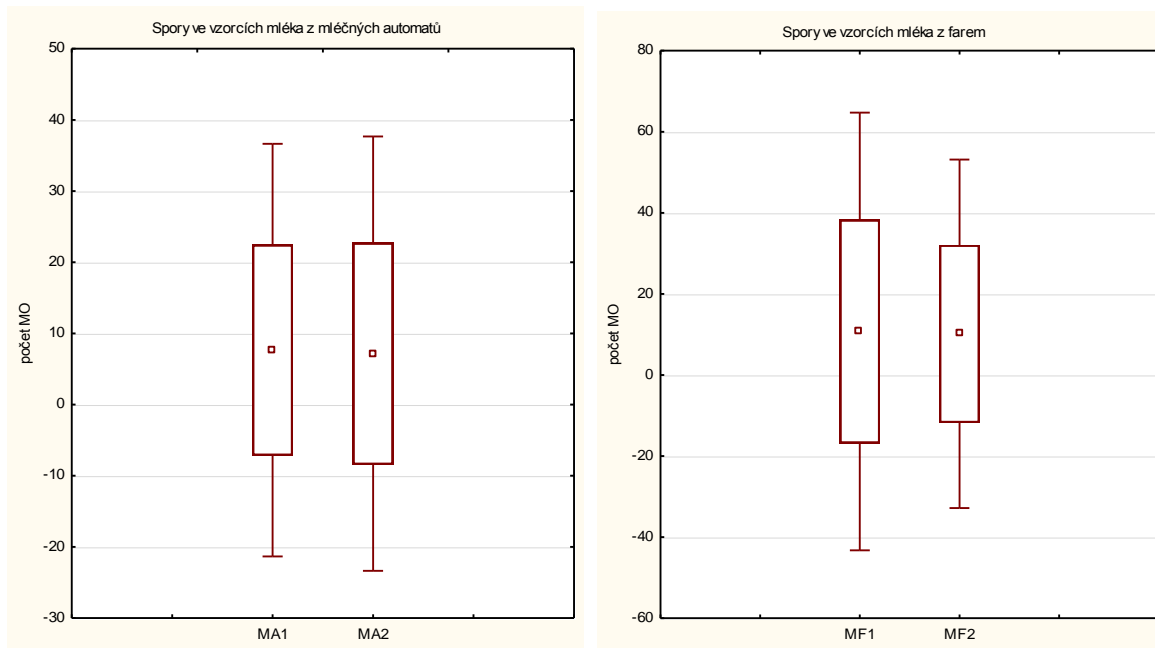 Spory ve vzorcích mléka z mléčných automatů
50
40
30
20
10
0
-10
-20
-30
počet MO
MA1 MA2
Spory ve vzorcích mléka z farem
80
60
40
20
0
-20
-40
-60
počet MO
MF1 MF2